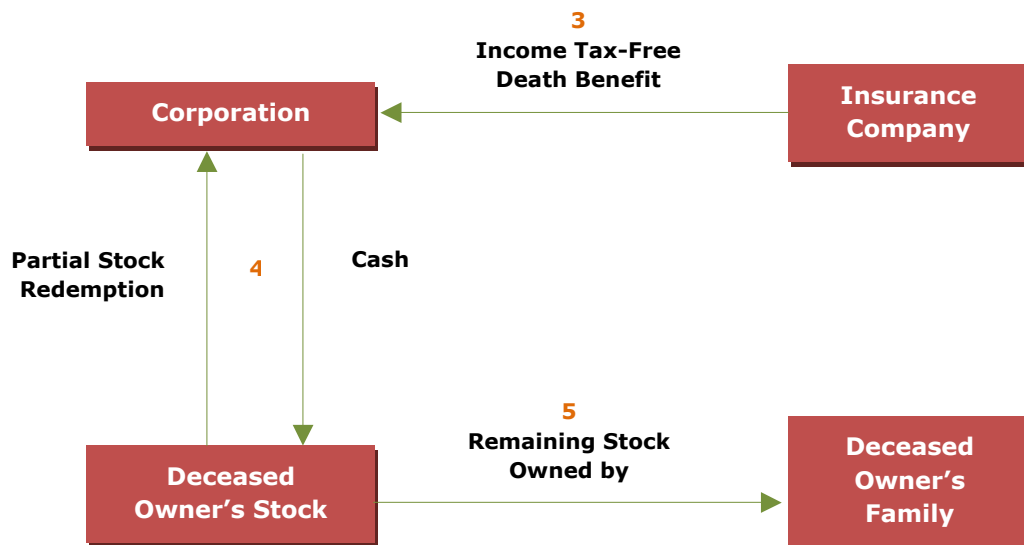 3
Income Tax-Free
Death Benefit
Corporation
Insurance
Company
Partial Stock
Redemption
4
Cash
5
Remaining Stock
Owned by
Deceased
Owner’s Stock
Deceased
Owner’s
Family